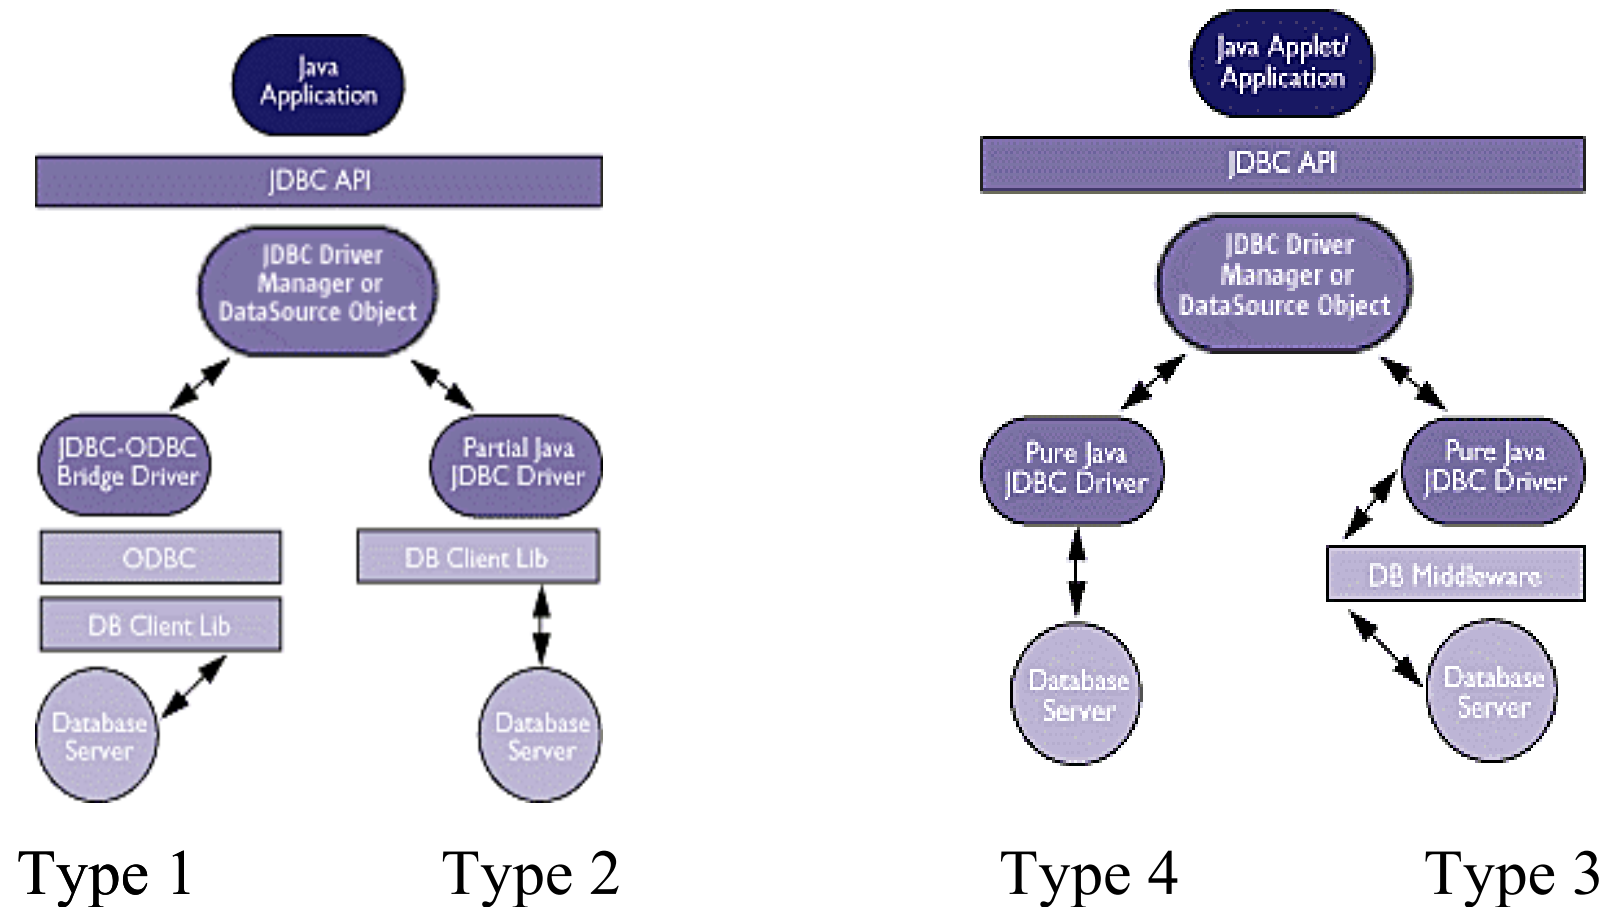 Java
Application
JDBC API
JDBC Driver
Manager or
DataSource Object
JDBC-ODBC
Bridge Driver
Partial Java
JDBC Driver
ODBC
DB Client Lib
DB Client Lib
Database
Server
Database
Server
Type 1
Type 2
Java Applet/
Application
JDBC API
JDBC Driver
Manager or
DataSource Object
Pure Java
JDBC Driver
Pure Java
JDBC Driver
DB Middleware
Database
Server
Database
Server
Type 4
Type 3